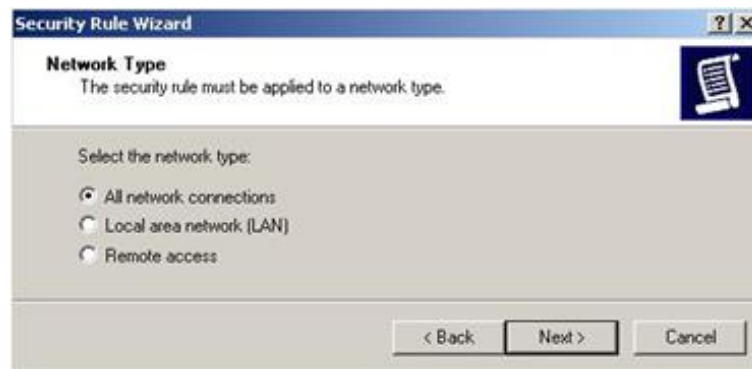 Security Rule Wizard
Network Type
The security rule must be applied to a network type.
Select the network type:
All network connections
Local area network (LAN)
Remote access
< Back Next > Cancel